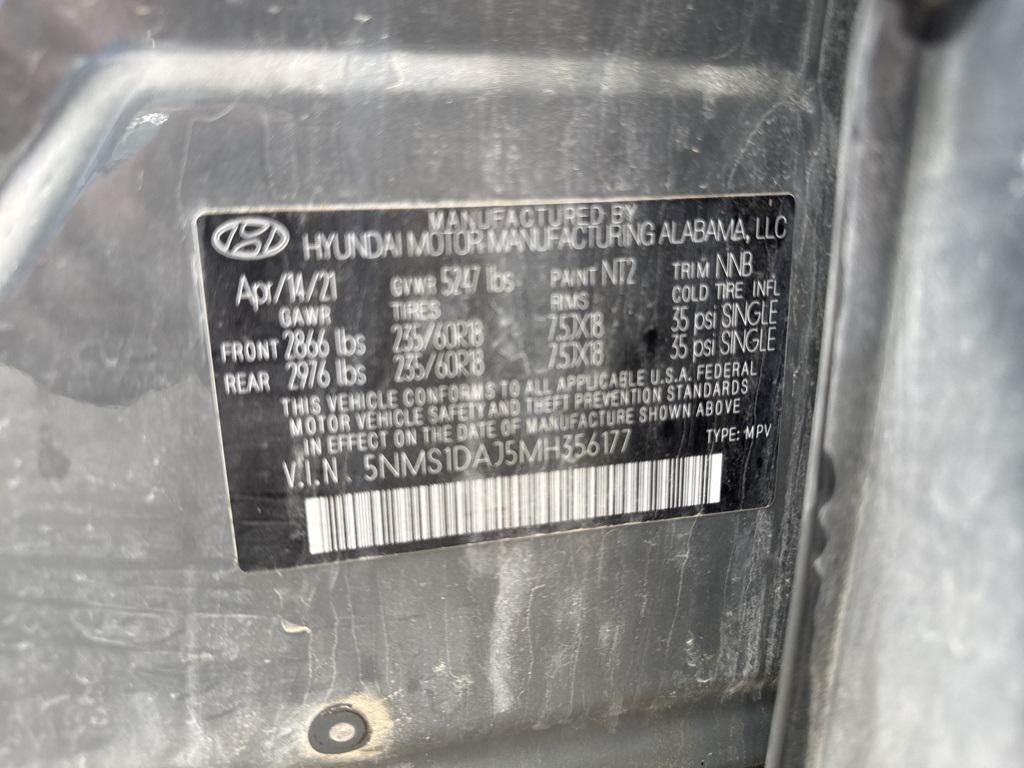 MANUFACTURED BY
HYUNDAI MOTOR MANUFACTURING ALABAMA, LLC
Apr/14/21 GVWR 5247 lbs PAINT NT2 TRIM NNB
GAWR TIRES RIMS COLD TIRE INFL
FRONT 2866 lbs 235/60R18 7.5X18 35 psi SINGLE
REAR 2976 lbs 235/60R18 7.5X18 35 psi SINGLE
THIS VEHICLE CONFORMS TO ALL APPLICABLE U.S.A. FEDERAL
MOTOR VEHICLE SAFETY AND THEFT PREVENTION STANDARDS
IN EFFECT ON THE DATE OF MANUFACTURE SHOWN ABOVE
V.I.N. 5NMS1DAJ5MH356177 TYPE: MPV